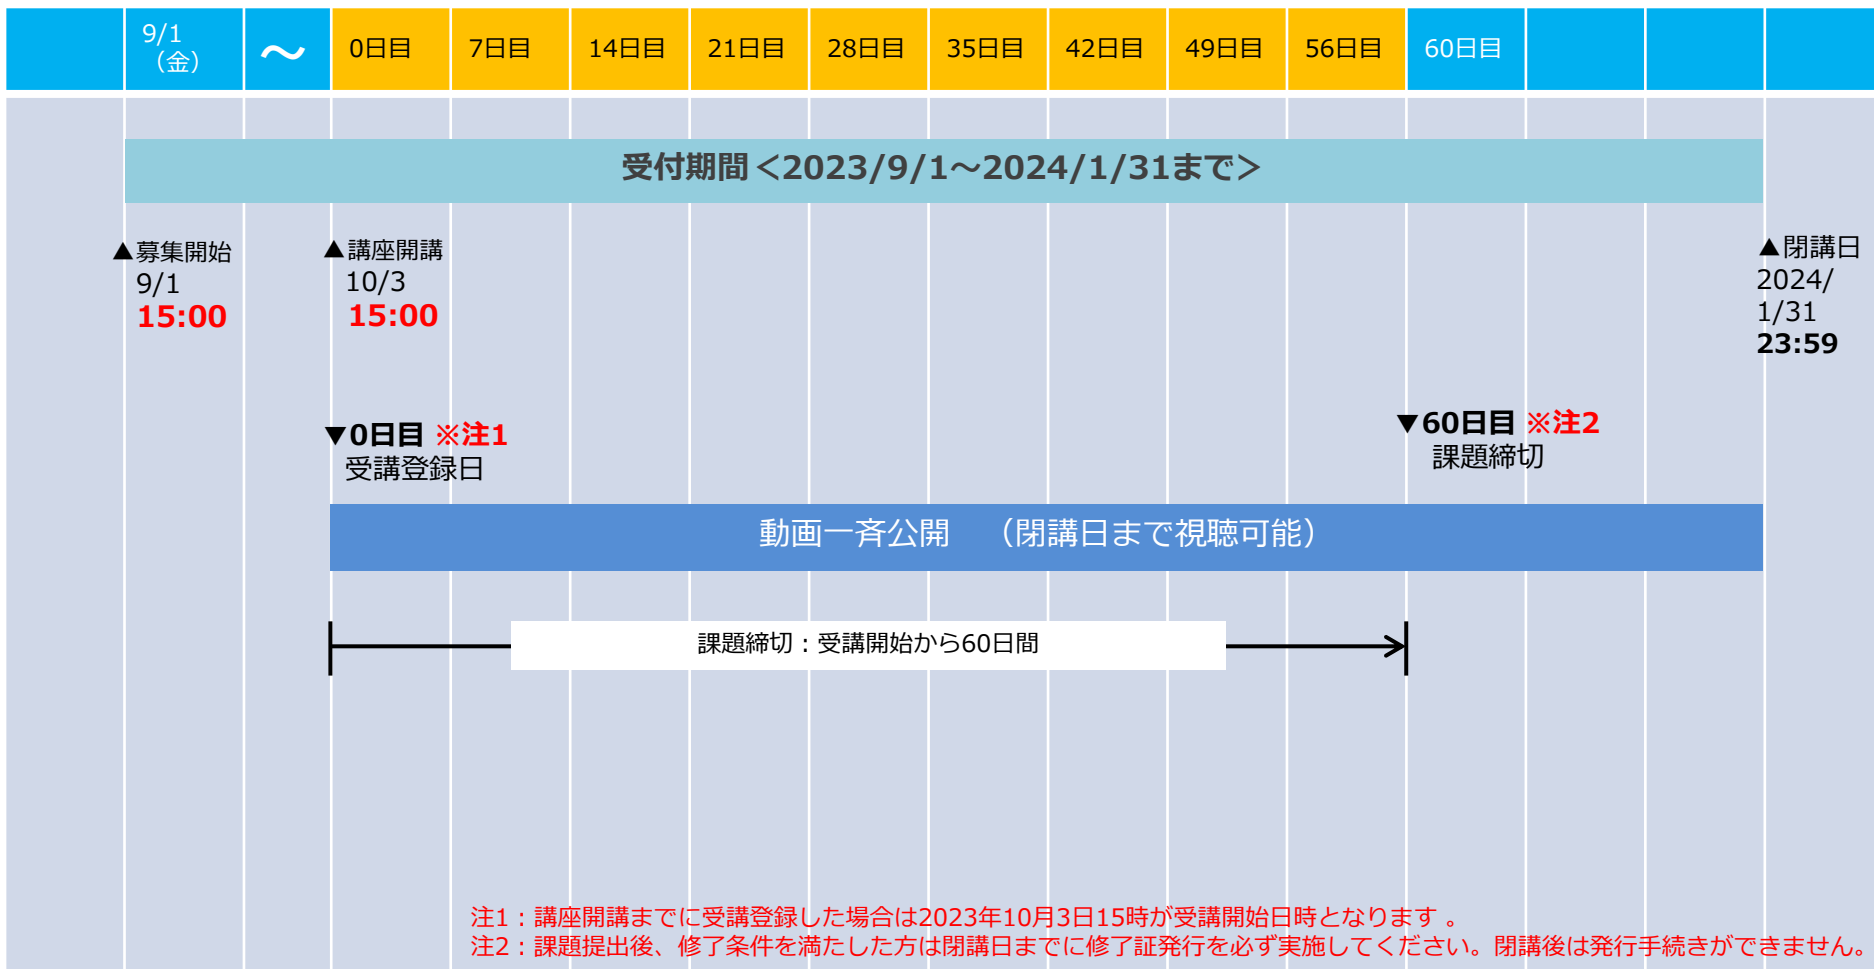 9/1
（金）
～
0日目
7日目
14日目
21日目
28日目
35日目
42日目
49日目
56日目
60日目
受付期間＜2023/9/1～2024/1/31まで＞
▲募集開始
9/1
15:00
▲講座開講
10/3
15:00
▲閉講日
2024/
1/31
23:59
▼0日目 ※注1
受講登録日
▼60日目 ※注2
課題締切
動画一斉公開　（閉講日まで視聴可能）
課題締切：受講開始から60日間
注1：講座開講までに受講登録した場合は2023年10月3日15時が受講開始日時となります 。
注2：課題提出後、修了条件を満たした方は閉講日までに修了証発行を必ず実施してください。閉講後は発行手続きができません。